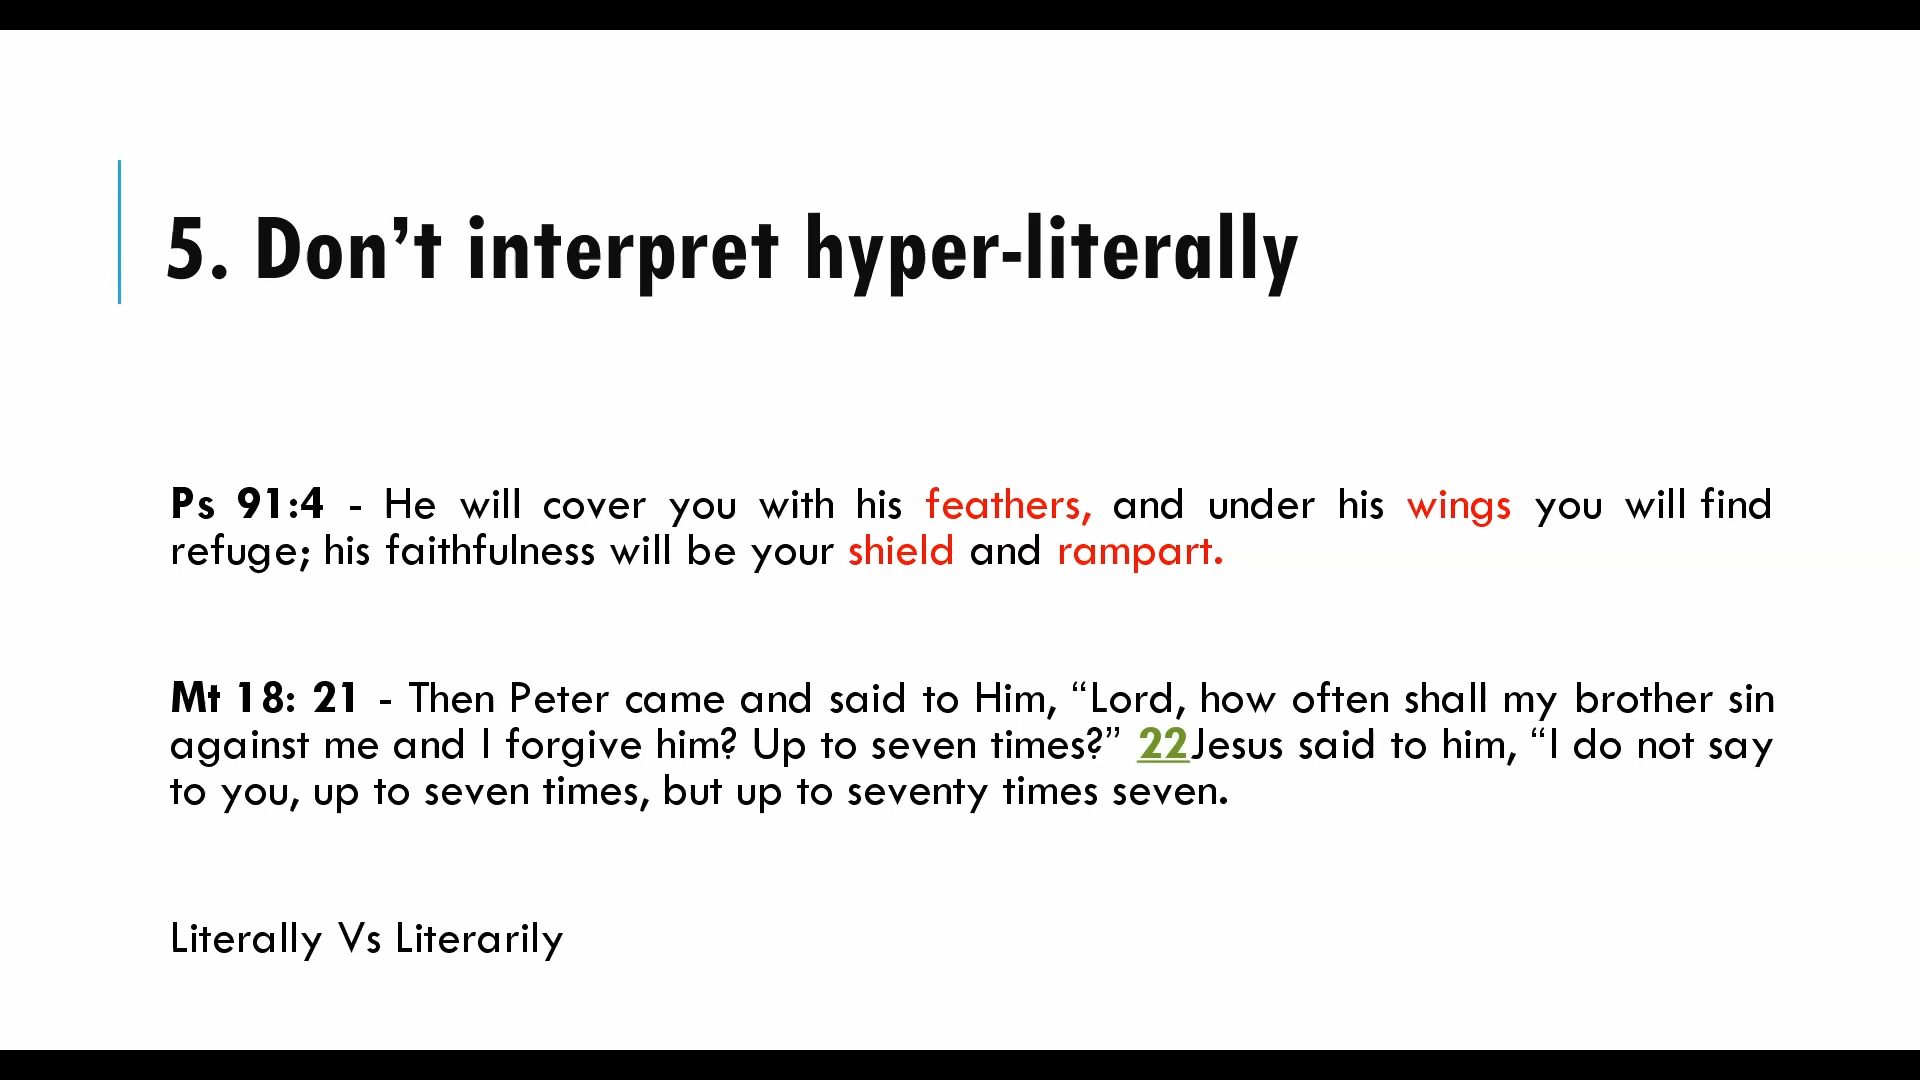 5. Don’t interpret hyper-literally
Ps 91:4 - He will cover you with his feathers, and under his wings you will find
refuge; his faithfulness will be your shield and rampart.
Mt 18: 21 - Then Peter came and said to Him, “Lord, how often shall my brother sin
against me and I forgive him? Up to seven times?” 22Jesus said to him, “I do not say
to you, up to seven times, but up to seventy times seven.
Literally Vs Literarily